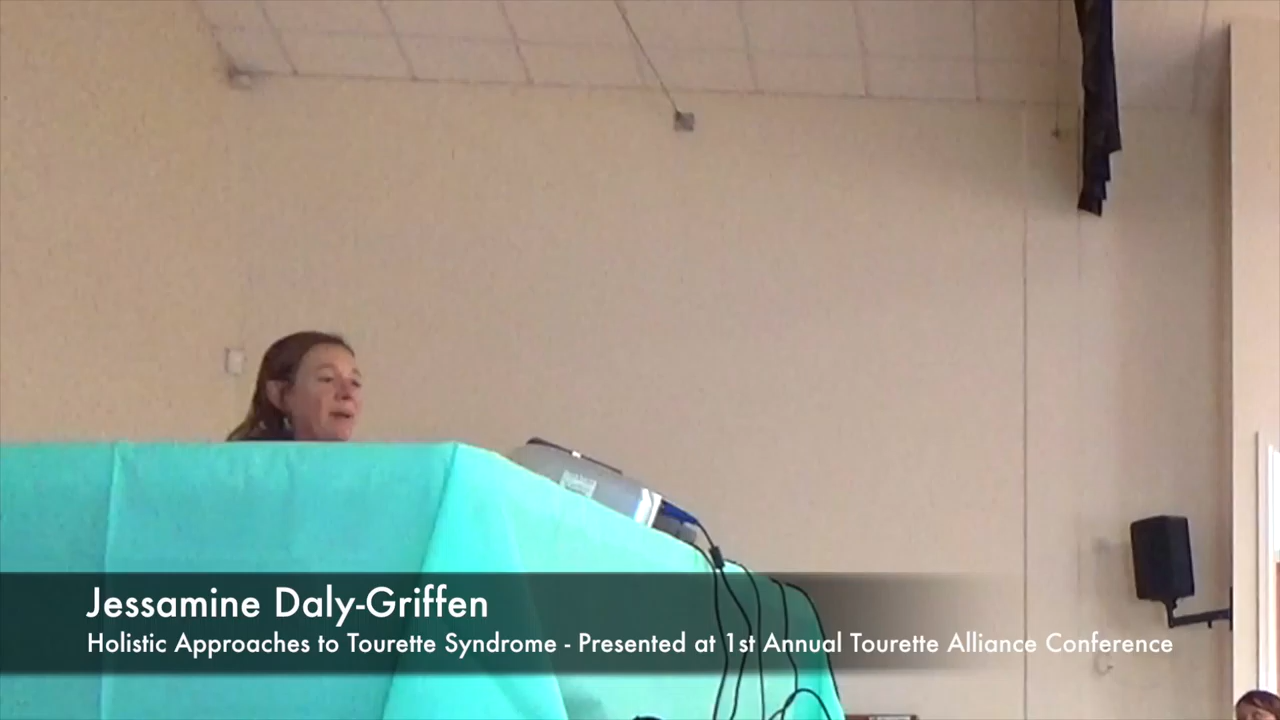 Jessamine Daly-Griffen
Holistic Approaches to Tourette Syndrome - Presented at 1st Annual Tourette Alliance Conference